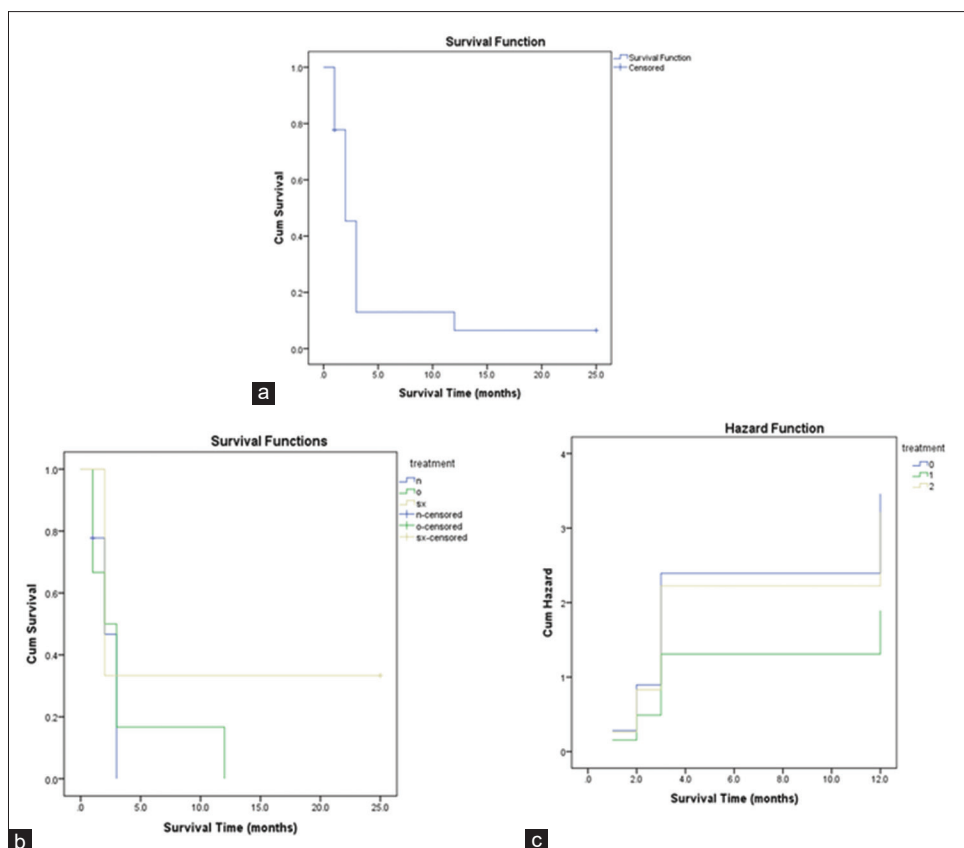 Survival Function
Survival Function
Censored
1.0
0.8
0.6
0.4
0.2
0.0
Cum Survival
.0 5.0 10.0 15.0 20.0 25.0
Survival Time (months)
a
Survival Functions
treatment
n
o
sx
n-censored
o-censored
sx-censored
1.0
0.8
0.6
0.4
0.2
0.0
Cum Survival
.0 5.0 10.0 15.0 20.0 25.0
Survival Time (months)
b
Hazard Function
treatment
0
1
2
4
3
2
1
0
Cum Hazard
.0 2.0 4.0 6.0 8.0 10.0 12.0
Survival Time (months)
c